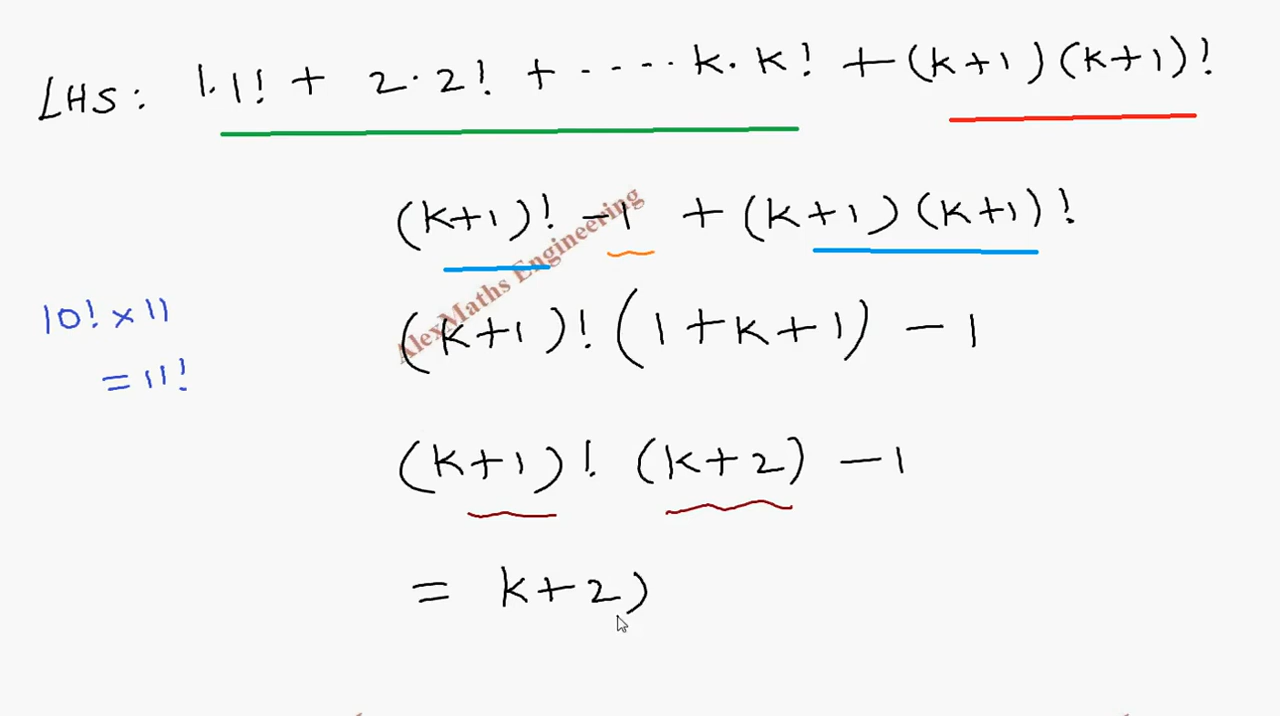 LHS: 1.1! + 2.2! + ..... k.k! + (k+1)(k+1)!
(k+1)! -1 + (k+1)(k+1)!
AlexMaths Engineering
10! × 11
(k+1)! (1+k+1) - 1
= 11!
(k+1)! (k+2) - 1
= k+2)